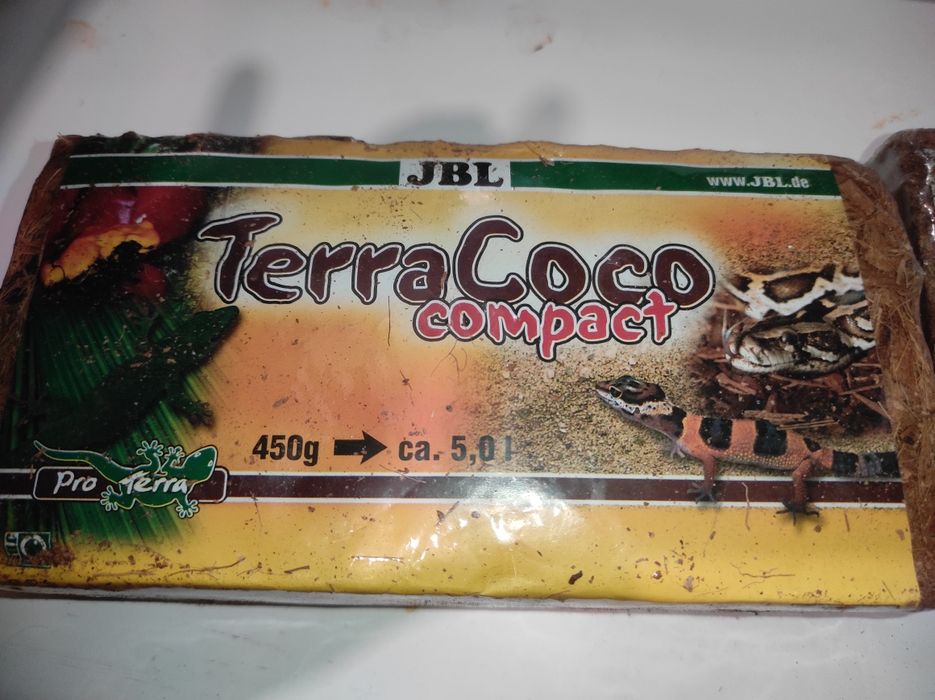 JBL
www.JBL.de
TerraCoco
compact
450g ca. 5,0 l
Pro Terra